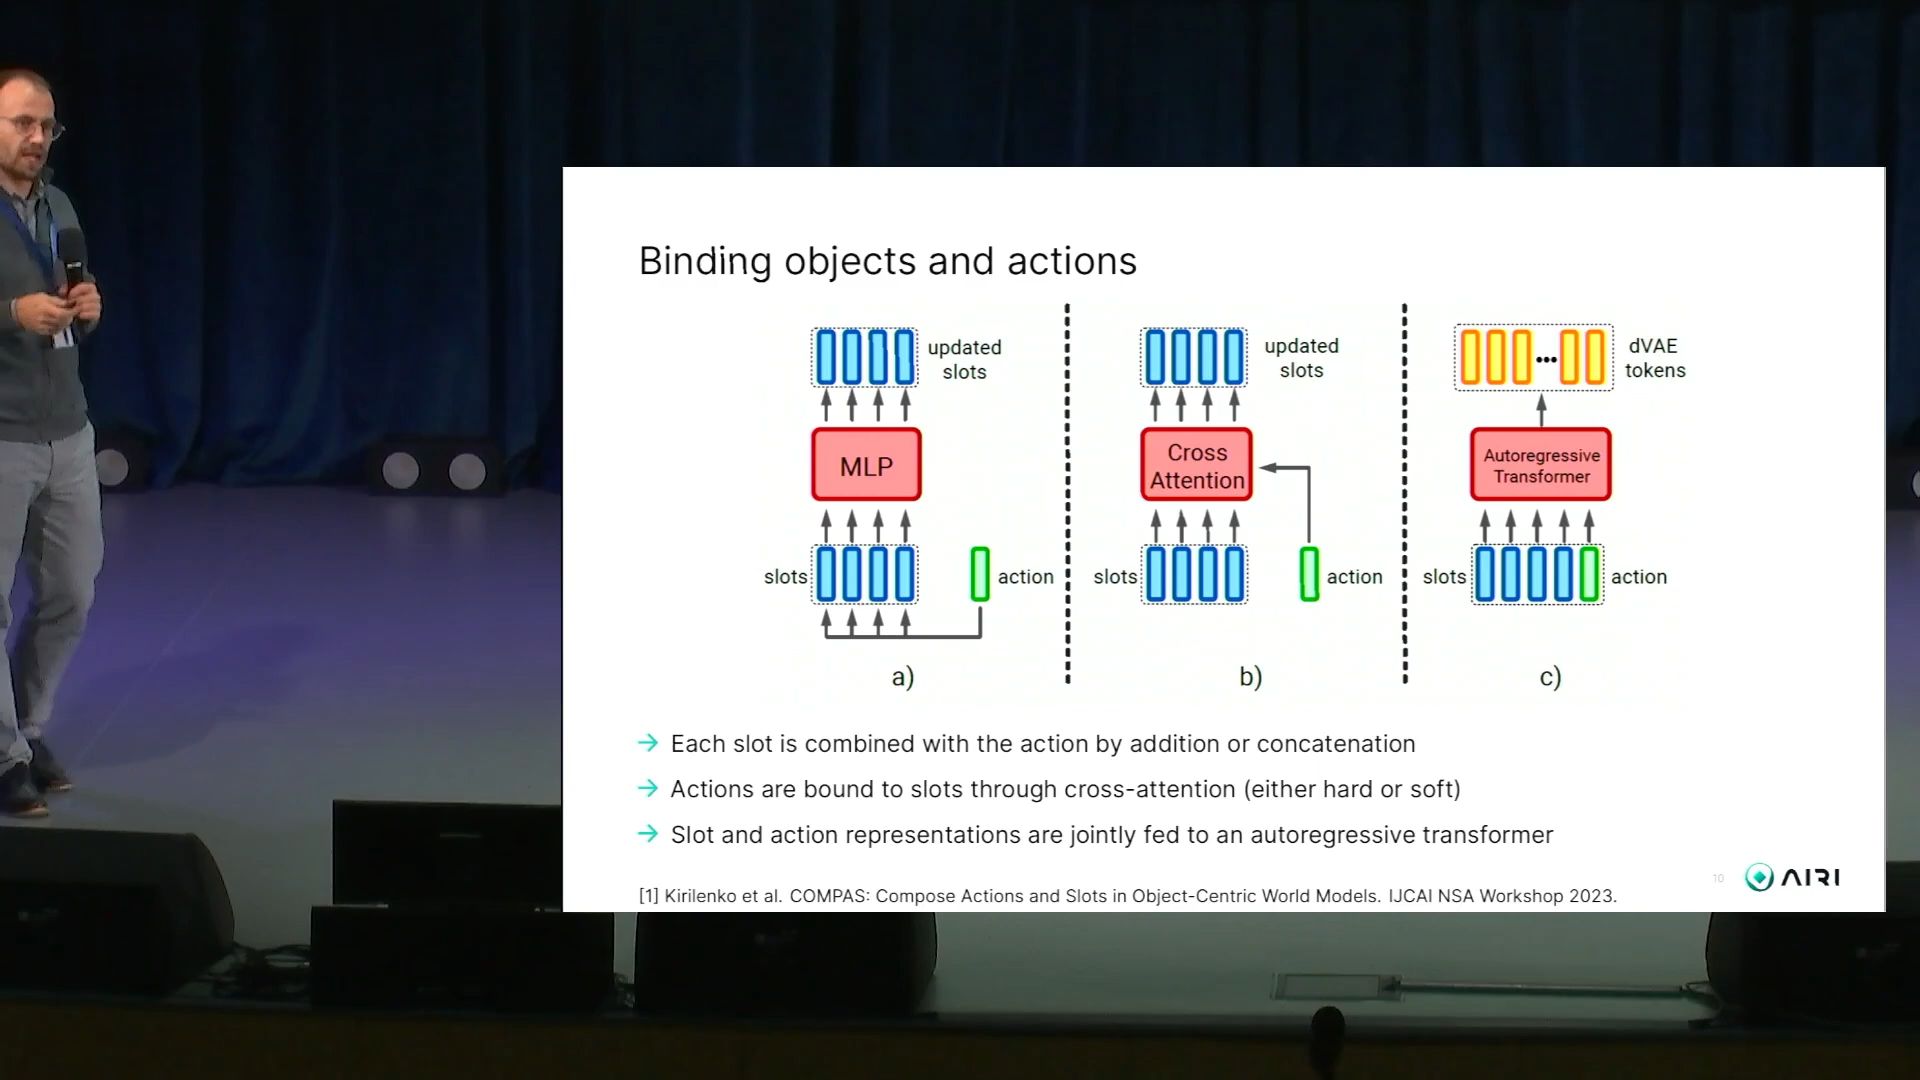 Binding objects and actions
updated
slots
MLP
slots
action
a)
updated
slots
Cross
Attention
slots
action
b)
dVAE
tokens
Autoregressive
Transformer
slots
action
c)
→ Each slot is combined with the action by addition or concatenation
→ Actions are bound to slots through cross-attention (either hard or soft)
→ Slot and action representations are jointly fed to an autoregressive transformer
[1] Kirilenko et al. COMPAS: Compose Actions and Slots in Object-Centric World Models. IJCAI NSA Workshop 2023.
10
AIRI